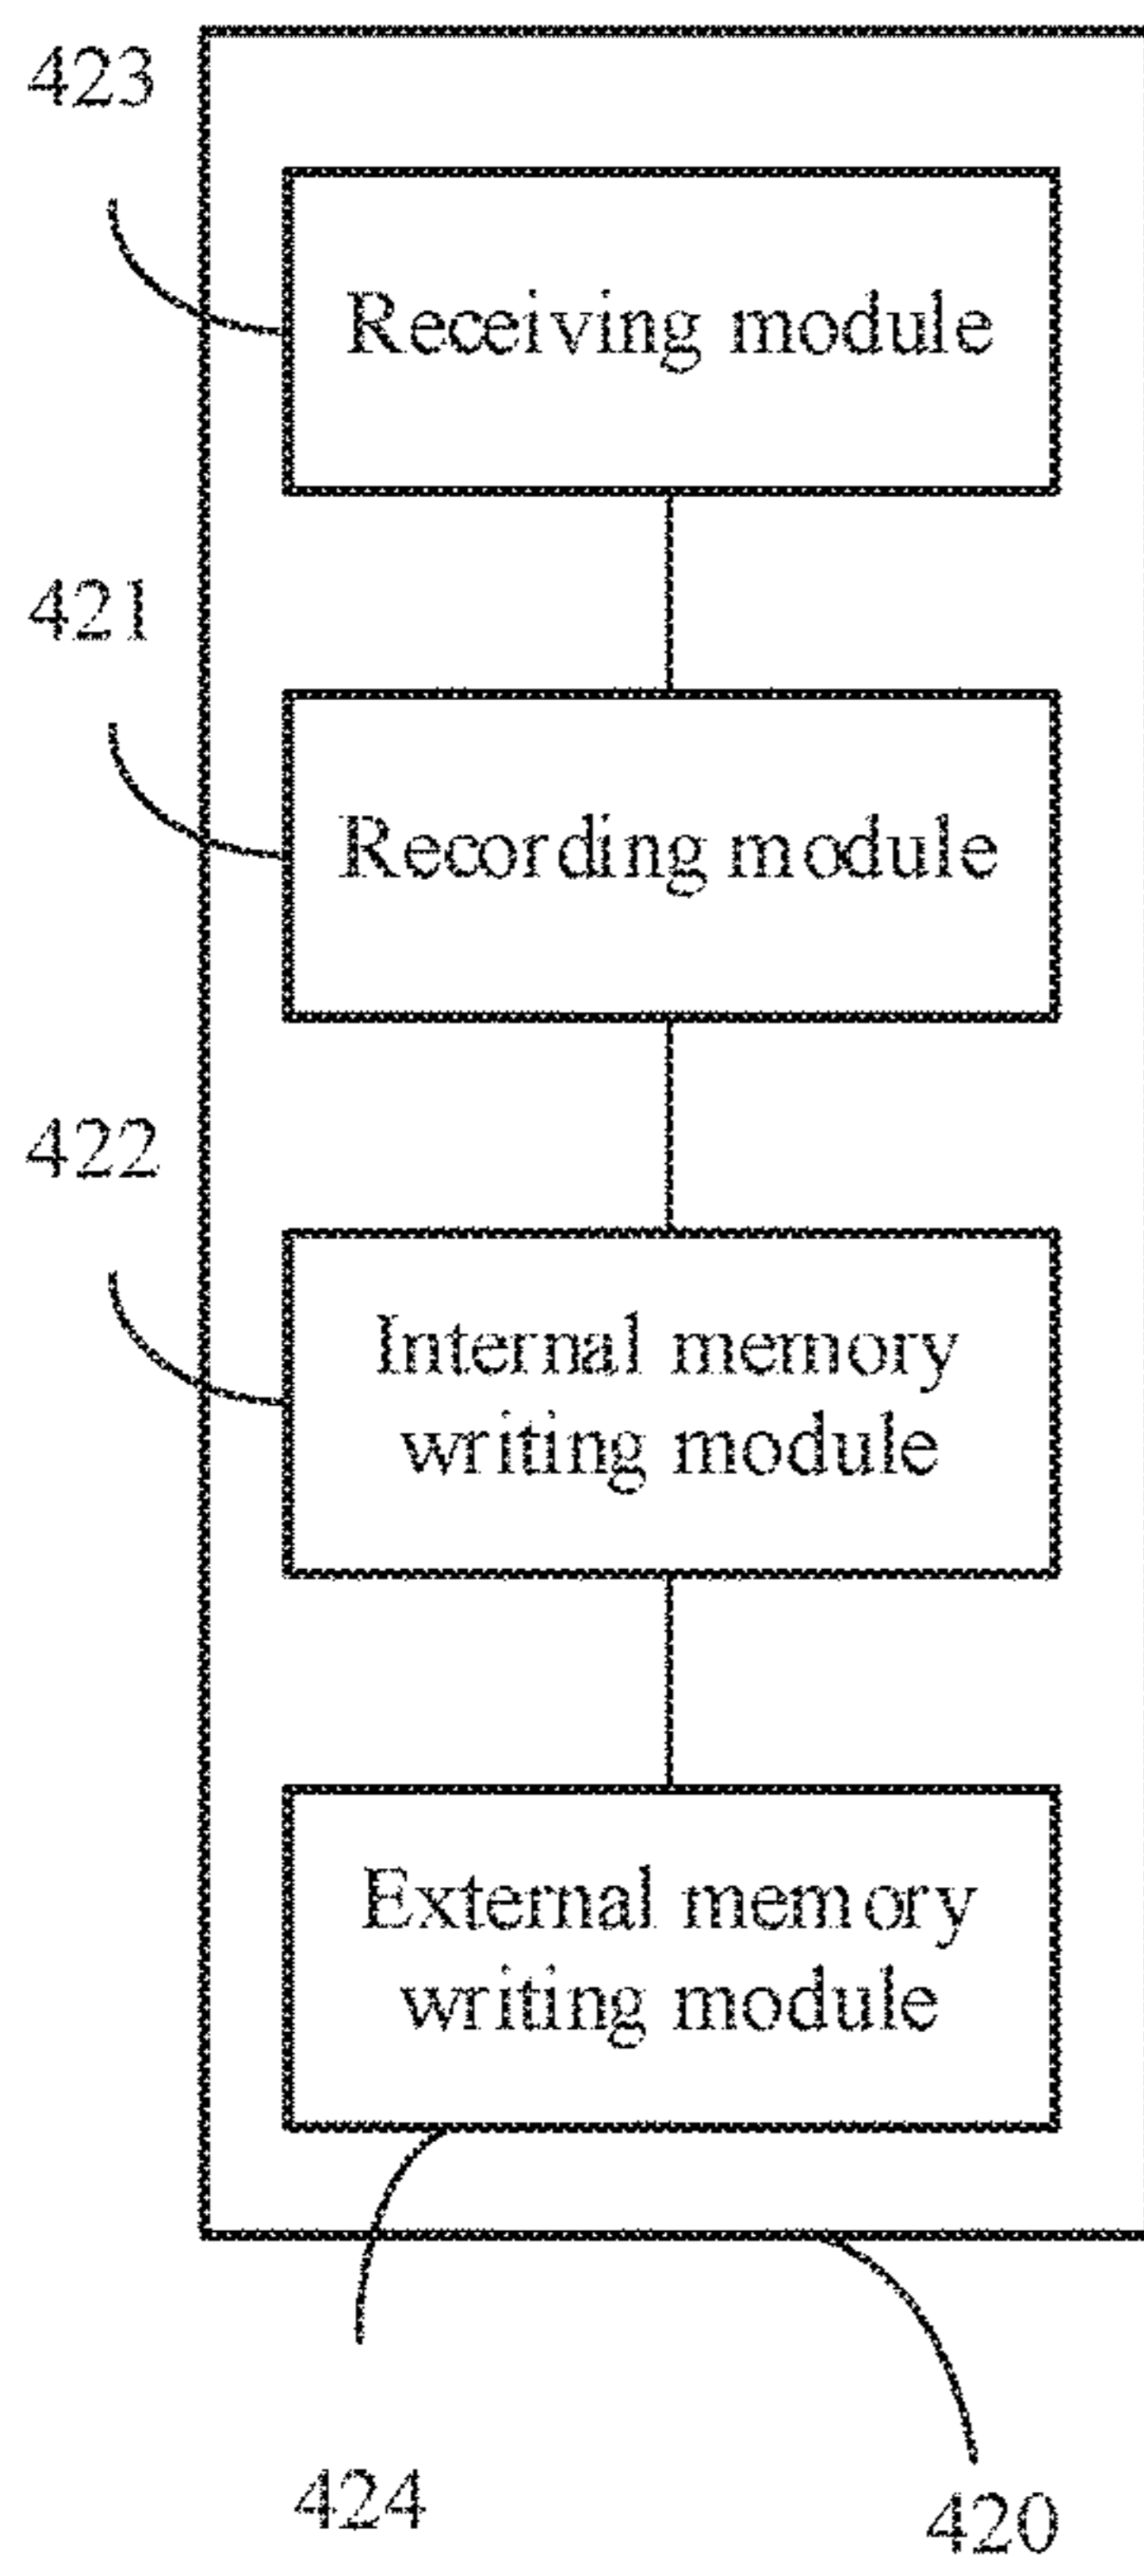 423
Receiving module
421
Recording module
422
Internal memory
writing module
External memory
writing module
424
420